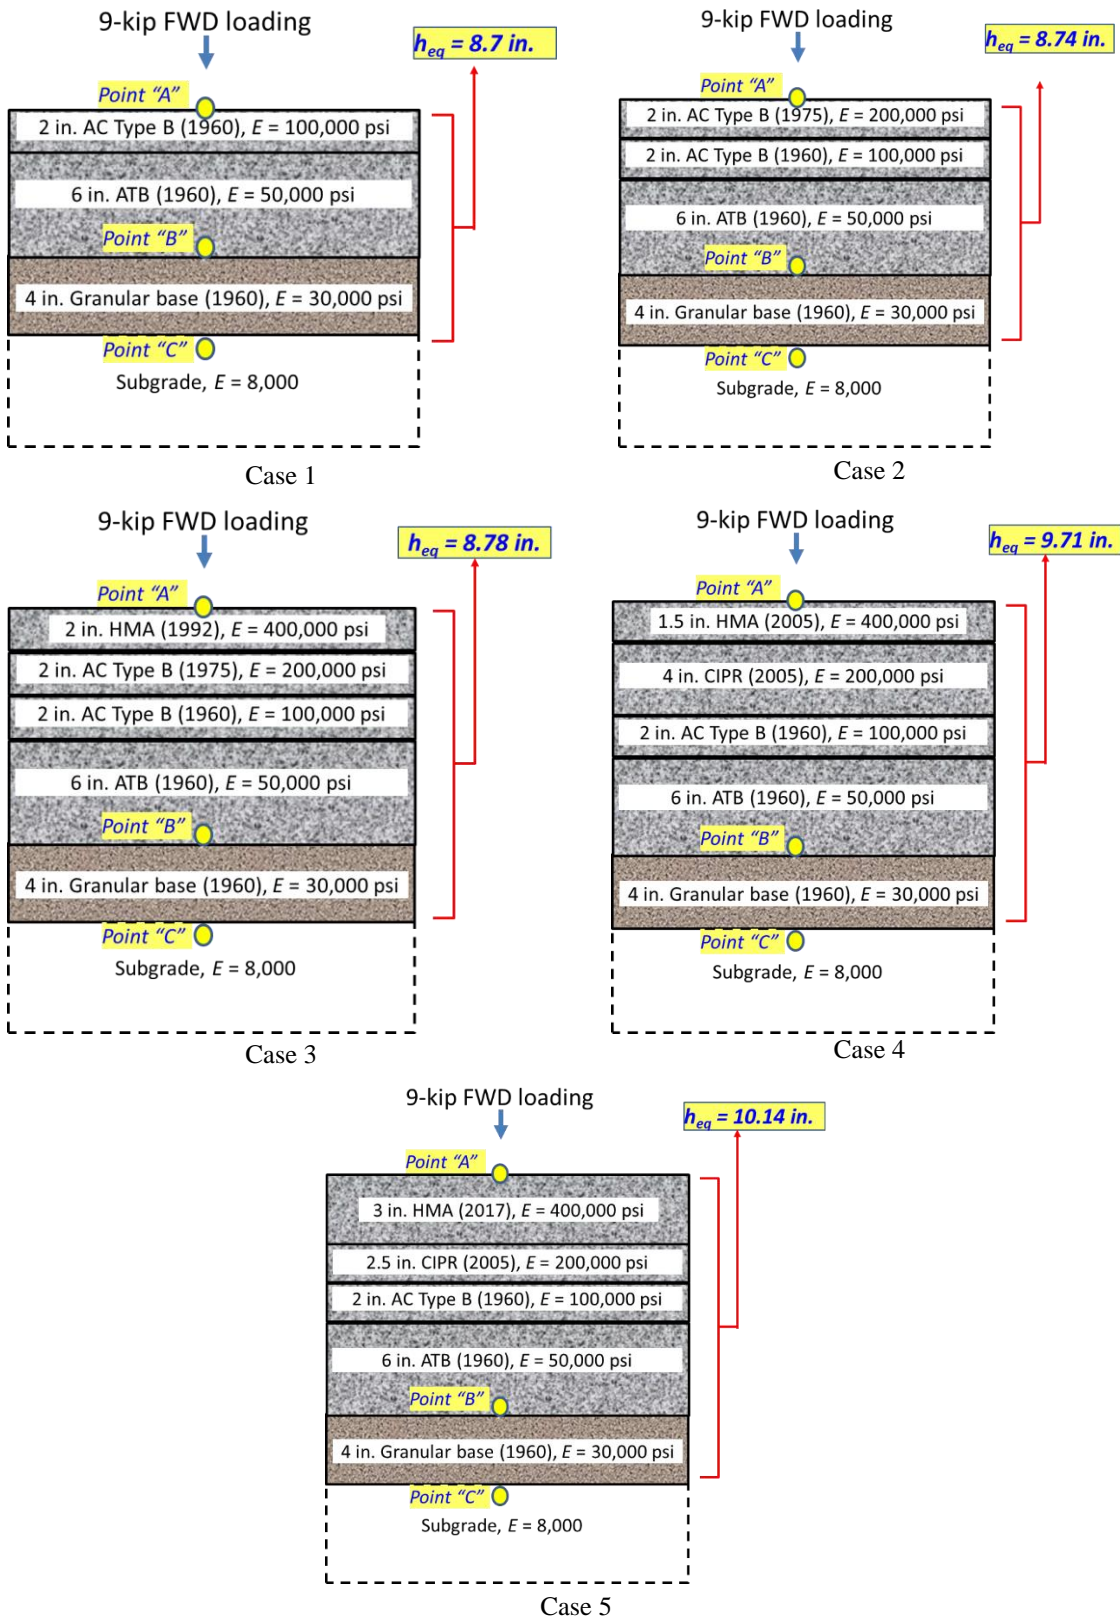 9-kip FWD loading
h_eq = 8.7 in.
Point “A”
2 in. AC Type B (1960), E = 100,000 psi
6 in. ATB (1960), E = 50,000 psi
Point “B”
4 in. Granular base (1960), E = 30,000 psi
Point “C”
Subgrade, E = 8,000
Case 1
9-kip FWD loading
h_eq = 8.74 in.
Point “A”
2 in. AC Type B (1975), E = 200,000 psi
2 in. AC Type B (1960), E = 100,000 psi
6 in. ATB (1960), E = 50,000 psi
Point “B”
4 in. Granular base (1960), E = 30,000 psi
Point “C”
Subgrade, E = 8,000
Case 2
9-kip FWD loading
h_eq = 8.78 in.
Point “A”
2 in. HMA (1992), E = 400,000 psi
2 in. AC Type B (1975), E = 200,000 psi
2 in. AC Type B (1960), E = 100,000 psi
6 in. ATB (1960), E = 50,000 psi
Point “B”
4 in. Granular base (1960), E = 30,000 psi
Point “C”
Subgrade, E = 8,000
Case 3
9-kip FWD loading
h_eq = 9.71 in.
Point “A”
1.5 in. HMA (2005), E = 400,000 psi
4 in. CIPR (2005), E = 200,000 psi
2 in. AC Type B (1960), E = 100,000 psi
6 in. ATB (1960), E = 50,000 psi
Point “B”
4 in. Granular base (1960), E = 30,000 psi
Point “C”
Subgrade, E = 8,000
Case 4
9-kip FWD loading
h_eq = 10.14 in.
Point “A”
3 in. HMA (2017), E = 400,000 psi
2.5 in. CIPR (2005), E = 200,000 psi
2 in. AC Type B (1960), E = 100,000 psi
6 in. ATB (1960), E = 50,000 psi
Point “B”
4 in. Granular base (1960), E = 30,000 psi
Point “C”
Subgrade, E = 8,000
Case 5